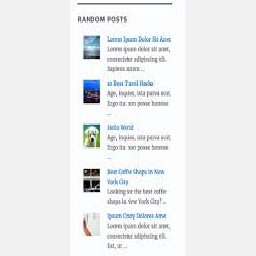 RANDOM POSTS
Lorem Ipsum Dolor Sit Amet
Lorem ipsum dolor sit amet,
consectetur adipiscing elit.
Sapiens autem ...
10 Best Travel Hacks
Age, inquies, ista parva sunt.
Ergo ita: non posse honeste
...
Hello World
Age, inquies, ista parva sunt.
Ergo ita: non posse honeste
...
Best Coffee Shops in New
York City
Looking for the best coffee
shops in New York City? ...
Ipsum Cony Dolores Amet
Lorem ipsum dolor sit amet,
consectetur adipiscing elit.
Est, ut ...